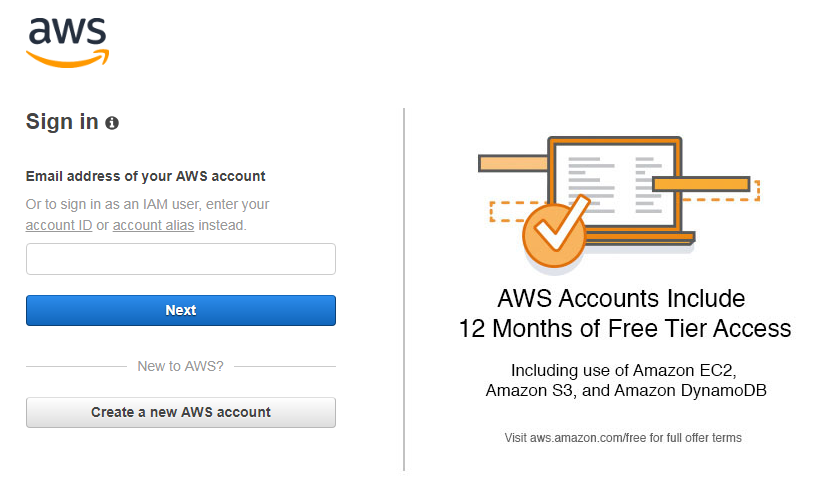 aws
Sign in
Email address of your AWS account
Or to sign in as an IAM user, enter your
account ID or account alias instead.
Next
New to AWS?
Create a new AWS account
AWS Accounts Include
12 Months of Free Tier Access
Including use of Amazon EC2,
Amazon S3, and Amazon DynamoDB
Visit aws.amazon.com/free for full offer terms